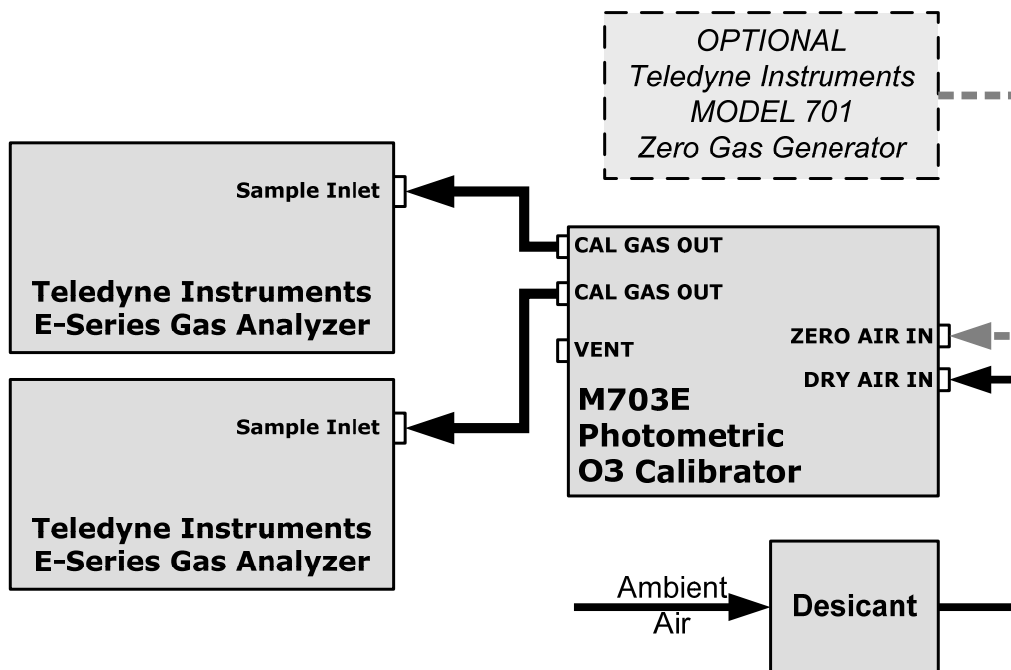 OPTIONAL
Teledyne Instruments
MODEL 701
Zero Gas Generator
Sample Inlet
Teledyne Instruments
E-Series Gas Analyzer
CAL GAS OUT
CAL GAS OUT
VENT
ZERO AIR IN
DRY AIR IN
M703E
Photometric
O3 Calibrator
Sample Inlet
Teledyne Instruments
E-Series Gas Analyzer
Ambient
Air
Desicant